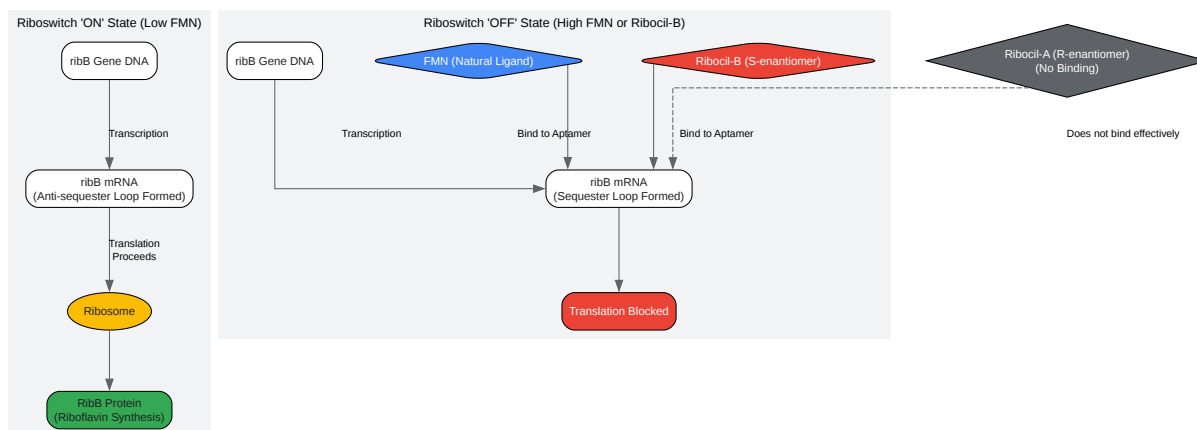 Riboswitch 'ON' State (Low FMN)
ribB Gene DNA
Transcription
ribB mRNA
(Anti-sequester Loop Formed)
Translation
Proceeds
Ribosome
RibB Protein
(Riboflavin Synthesis)
Riboswitch 'OFF' State (High FMN or Ribocil-B)
ribB Gene DNA
FMN (Natural Ligand)
Ribocil-B (S-enantiomer)
Transcription
Bind to Aptamer
Bind to Aptamer
ribB mRNA
(Sequester Loop Formed)
Translation Blocked
Ribocil-A (R-enantiomer)
(No Binding)
Does not bind effectively